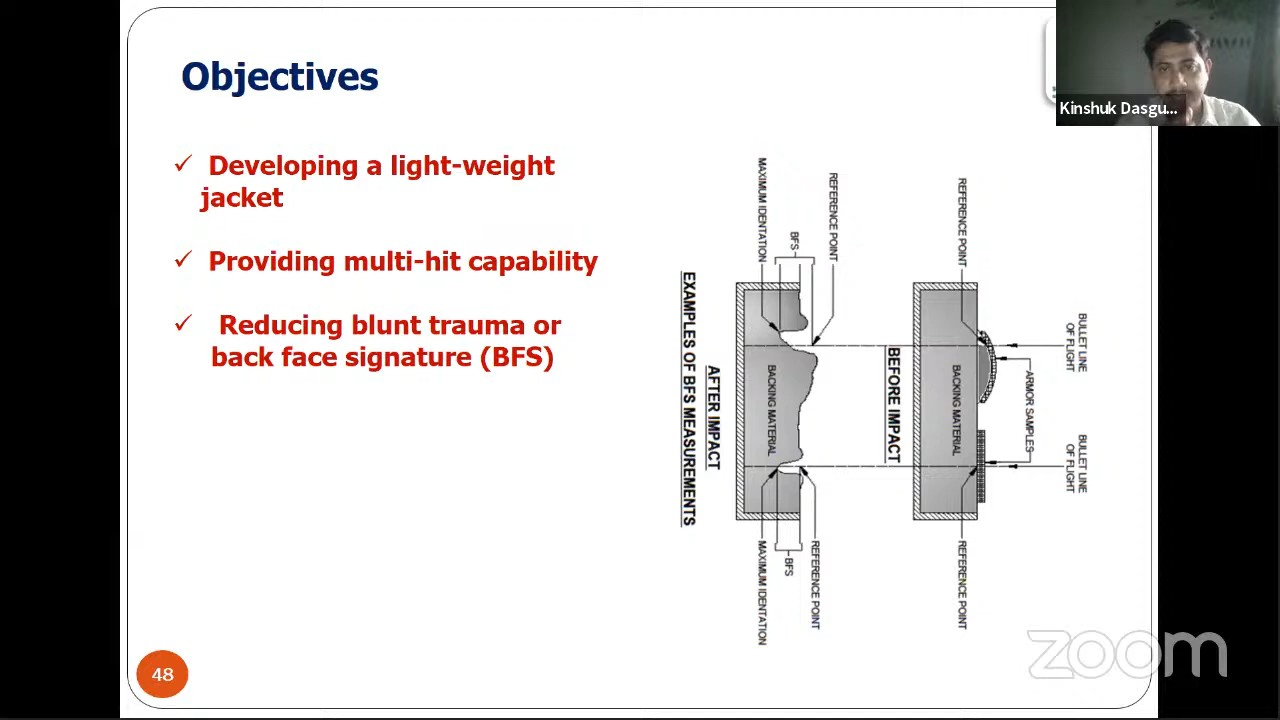 Objectives
✓ Developing a light-weight
jacket
✓ Providing multi-hit capability
✓ Reducing blunt trauma or
back face signature (BFS)
48
Kinshuk Dasgu...
BULLET LINE
OF FLIGHT
BULLET LINE
OF FLIGHT
ARMOR SAMPLES
REFERENCE POINT
BACKING MATERIAL
REFERENCE POINT
BEFORE IMPACT
REFERENCE POINT
BFS
MAXIMUM IDENTATION
BACKING MATERIAL
REFERENCE POINT
BFS
MAXIMUM IDENTATION
AFTER IMPACT
EXAMPLES OF BFS MEASUREMENTS
zoom